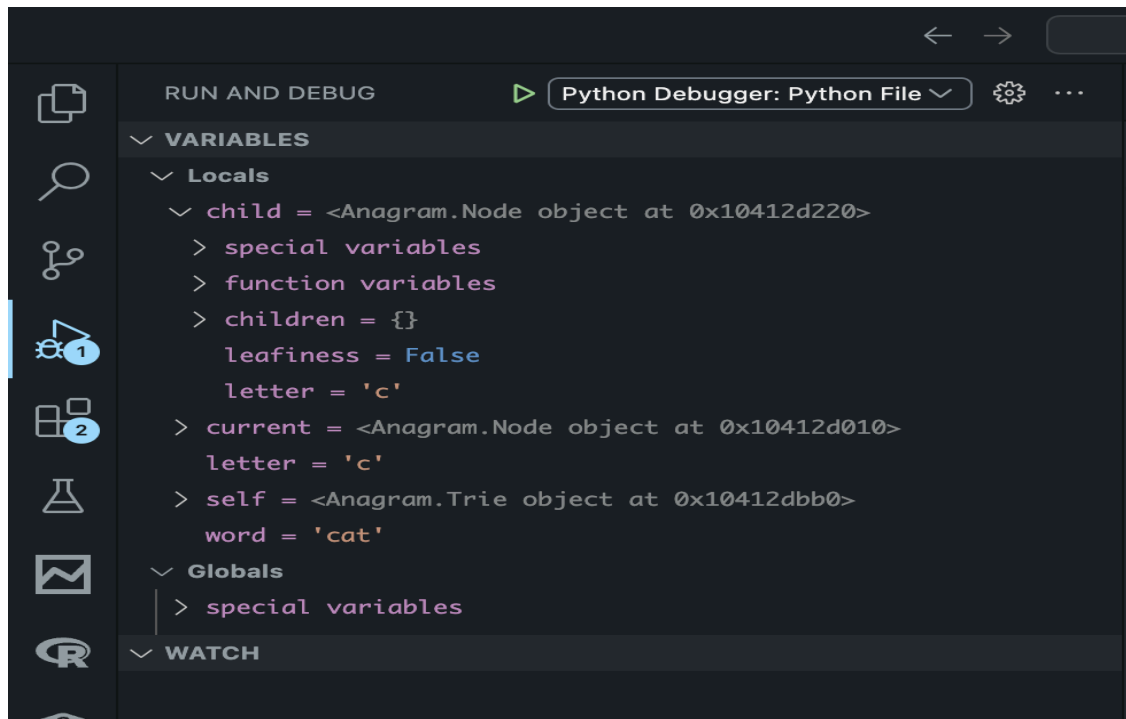 RUN AND DEBUG Python Debugger: Python File ...
VARIABLES
Locals
child = <Anagram.Node object at 0x10412d220>
special variables
function variables
children = {}
leafiness = False
letter = 'c'
1
current = <Anagram.Node object at 0x10412d010>
2
letter = 'c'
self = <Anagram.Trie object at 0x10412dbb0>
word = 'cat'
Globals
special variables
R
WATCH